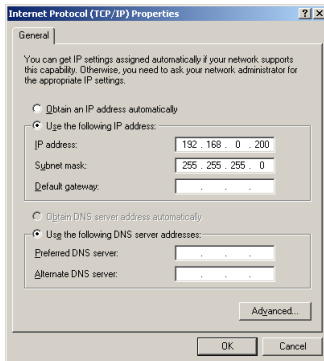 Internet Protocol (TCP/IP) Properties
General
You can get IP settings assigned automatically if your network supports
this capability. Otherwise, you need to ask your network administrator for
the appropriate IP settings.
Obtain an IP address automatically
Use the following IP address:
IP address: 192 . 168 . 0 . 200
Subnet mask: 255 . 255 . 255 . 0
Default gateway: . . .
Obtain DNS server address automatically
Use the following DNS server addresses:
Preferred DNS server: . . .
Alternate DNS server: . . .
Advanced...
OK Cancel